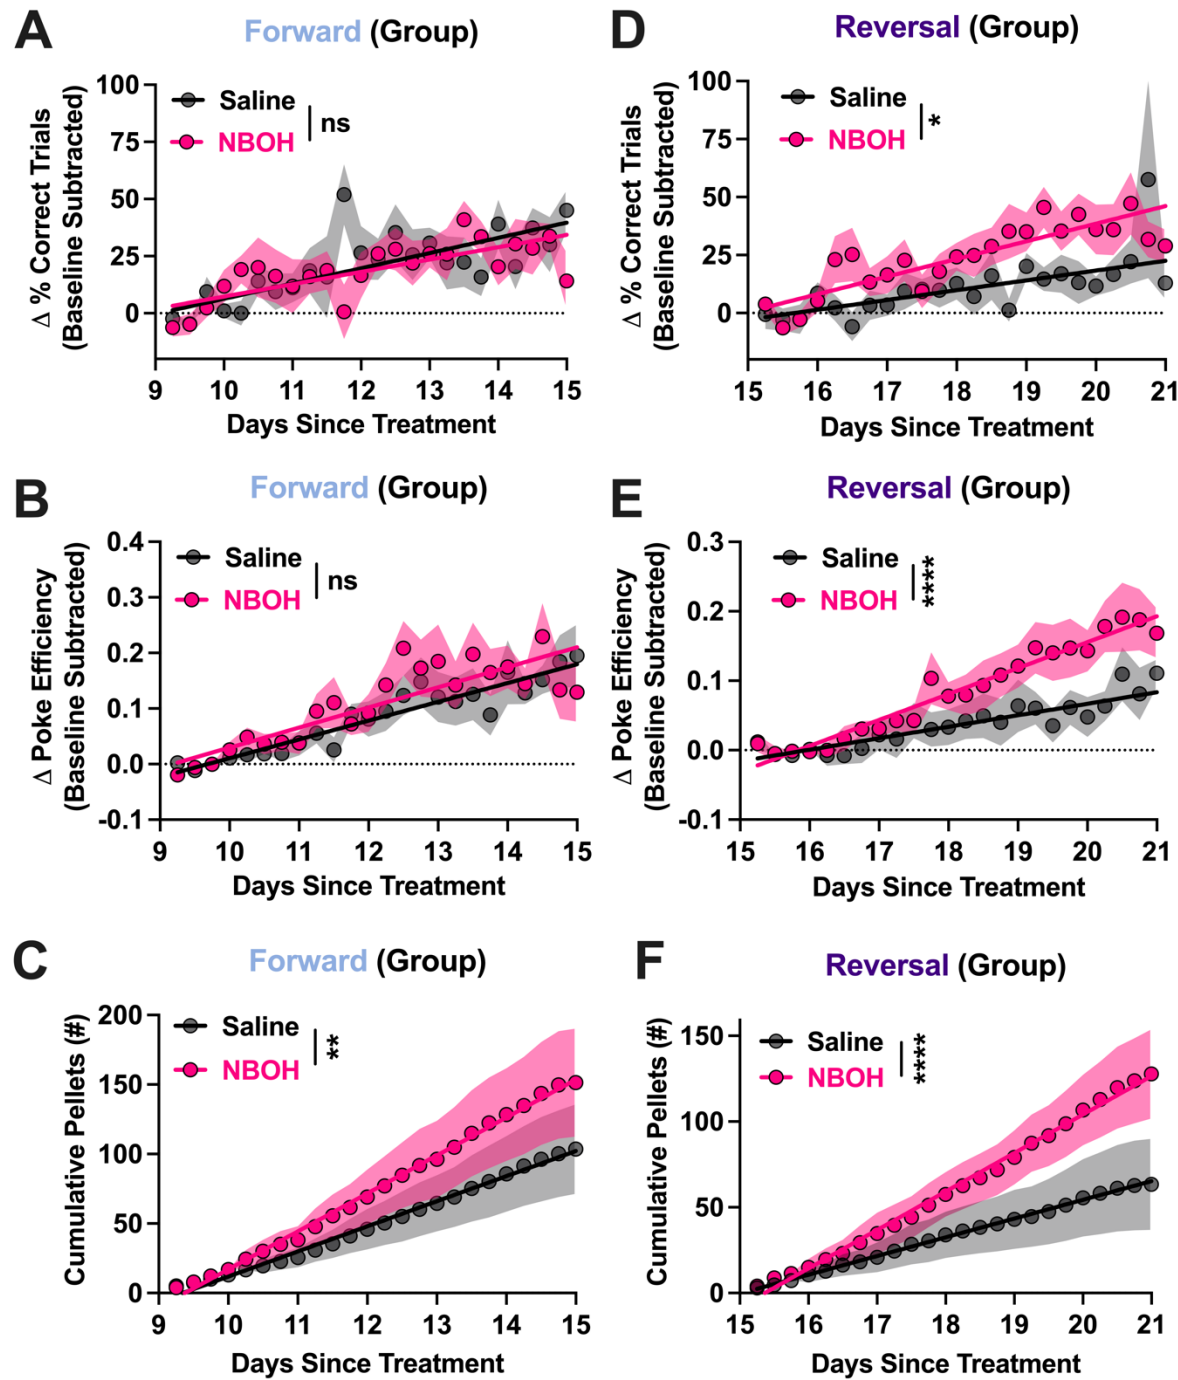 A
Forward (Group)
Δ % Correct Trials
(Baseline Subtracted)
100
75
50
25
0
Saline
NBOH
ns
9
10
11
12
13
14
15
Days Since Treatment
D
Reversal (Group)
Δ % Correct Trials
(Baseline Subtracted)
100
75
50
25
0
Saline
NBOH
*
15
16
17
18
19
20
21
Days Since Treatment
B
Forward (Group)
Δ Poke Efficiency
(Baseline Subtracted)
0.4
0.3
0.2
0.1
0.0
-0.1
Saline
NBOH
ns
9
10
11
12
13
14
15
Days Since Treatment
E
Reversal (Group)
Δ Poke Efficiency
(Baseline Subtracted)
0.3
0.2
0.1
0.0
-0.1
Saline
NBOH
****
15
16
17
18
19
20
21
Days Since Treatment
C
Forward (Group)
Cumulative Pellets (#)
200
150
100
50
0
Saline
NBOH
**
9
10
11
12
13
14
15
Days Since Treatment
F
Reversal (Group)
Cumulative Pellets (#)
150
100
50
0
Saline
NBOH
****
15
16
17
18
19
20
21
Days Since Treatment